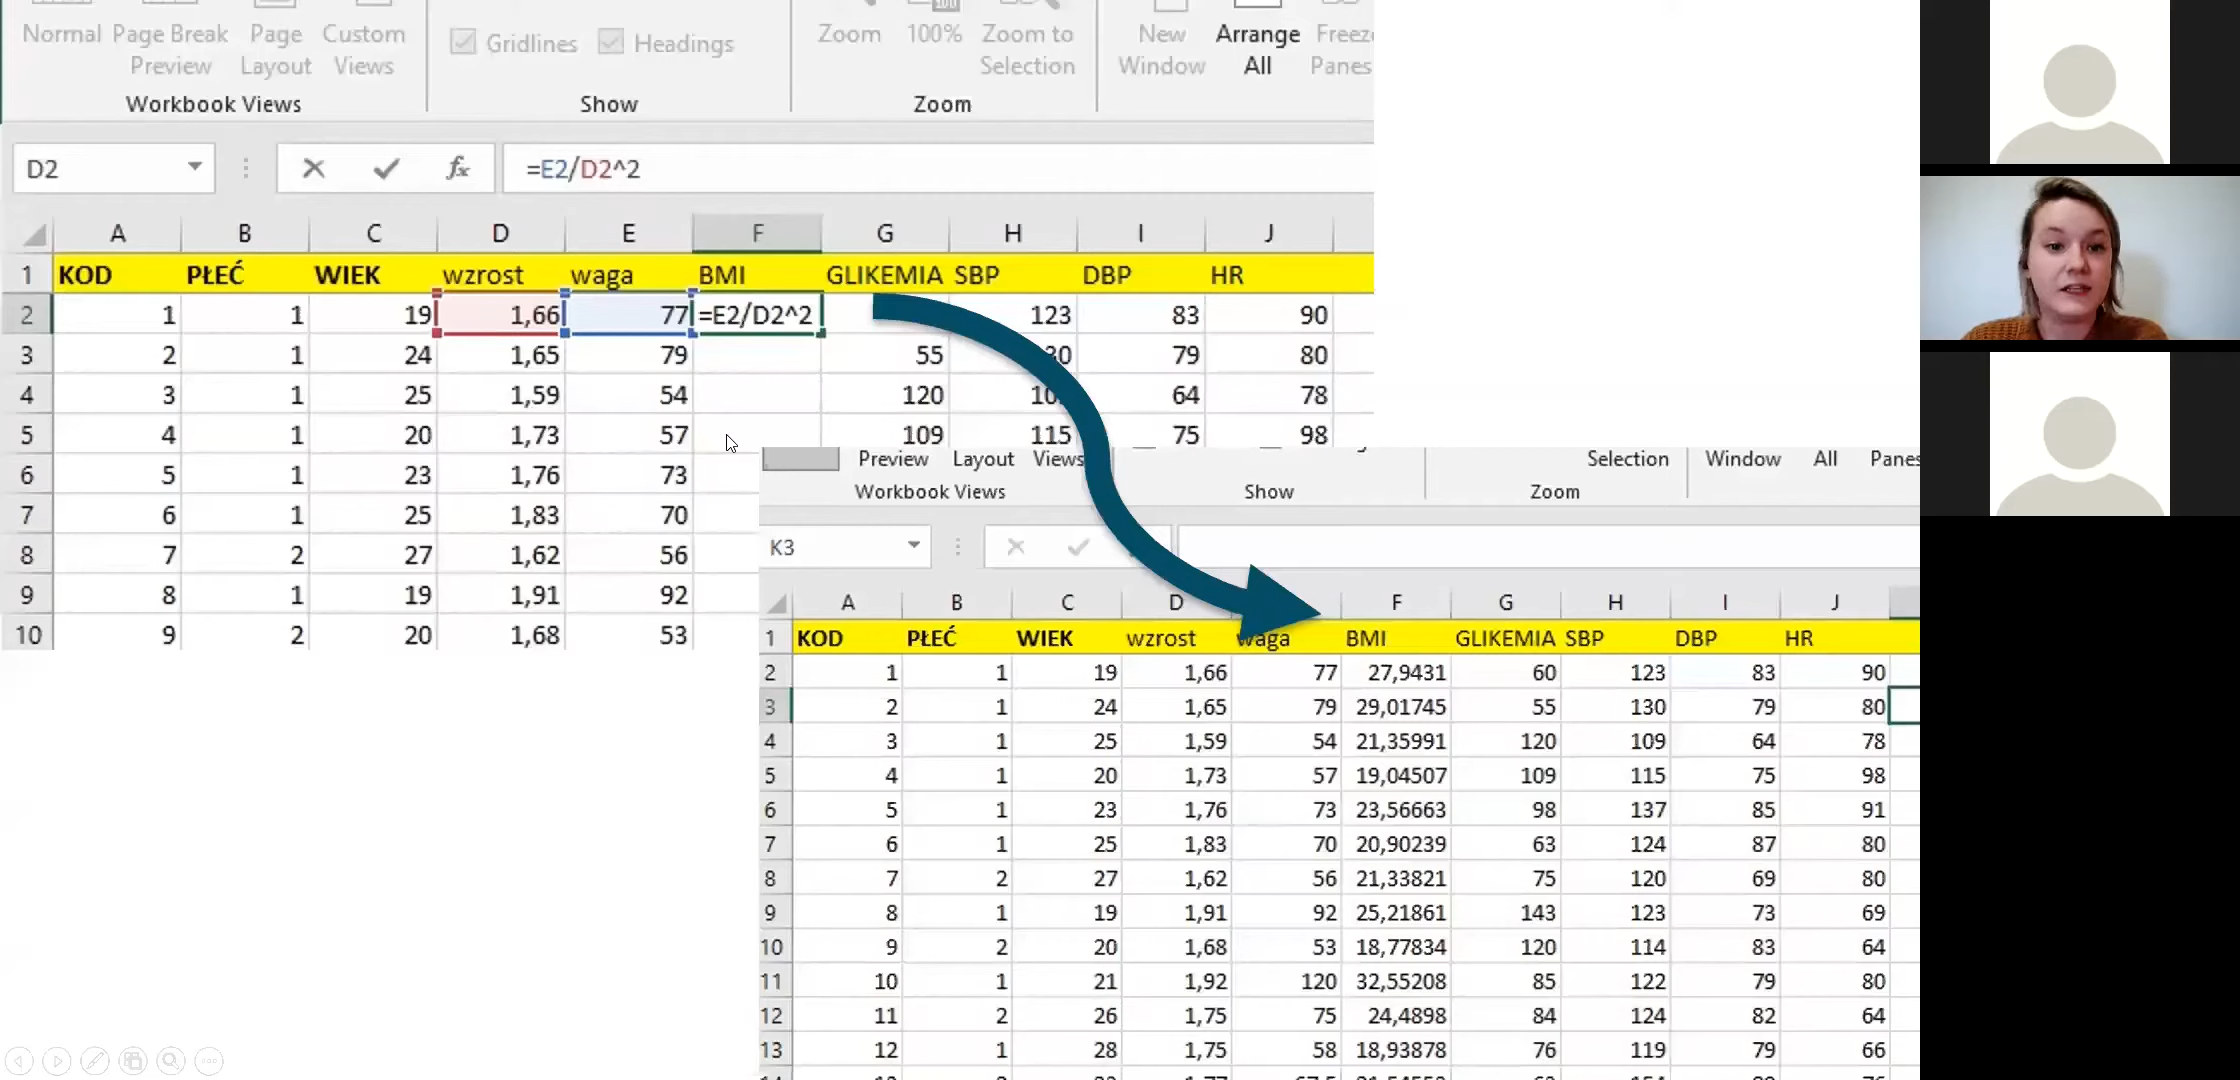 Normal Page Break Page Custom
Preview Layout Views
Workbook Views
Gridlines Headings
Show
Zoom 100% Zoom to
Selection
Zoom
New Arrange Freeze
Window All Panes
D2 fx =E2/D2^2
A B C D E F G H I J
1 KOD PŁEĆ WIEK wzrost waga BMI GLIKEMIA SBP DBP HR
2 1 1 19 1,66 77 =E2/D2^2 123 83 90
3 2 1 24 1,65 79 55 30 79 80
4 3 1 25 1,59 54 120 10 64 78
5 4 1 20 1,73 57 109 115 75 98
6 5 1 23 1,76 73
7 6 1 25 1,83 70
8 7 2 27 1,62 56
9 8 1 19 1,91 92
10 9 2 20 1,68 53
Preview Layout Views Selection Window All Panes
Workbook Views Show Zoom
K3
A B C D F G H I J
1 KOD PŁEĆ WIEK wzrost waga BMI GLIKEMIA SBP DBP HR
2 1 1 19 1,66 77 27,9431 60 123 83 90
3 2 1 24 1,65 79 29,01745 55 130 79 80
4 3 1 25 1,59 54 21,35991 120 109 64 78
5 4 1 20 1,73 57 19,04507 109 115 75 98
6 5 1 23 1,76 73 23,56663 98 137 85 91
7 6 1 25 1,83 70 20,90239 63 124 87 80
8 7 2 27 1,62 56 21,33821 75 120 69 80
9 8 1 19 1,91 92 25,21861 143 123 73 69
10 9 2 20 1,68 53 18,77834 120 114 83 64
11 10 1 21 1,92 120 32,55208 85 122 79 80
12 11 2 26 1,75 75 24,4898 84 124 82 64
13 12 1 28 1,75 58 18,93878 76 119 79 66